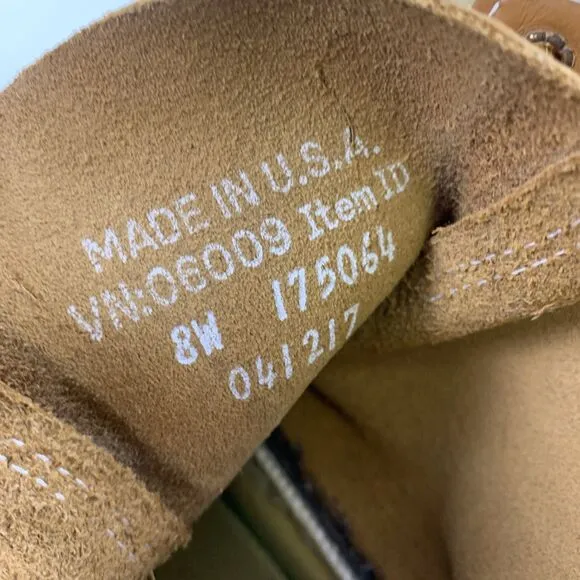 MADE IN U.S.A.
VN:06009 Item ID
8W 175064
041217